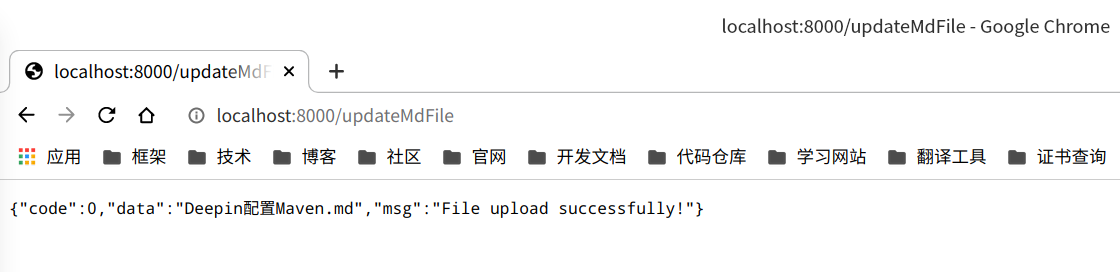 localhost:8000/updateMdFile - Google Chrome
localhost:8000/updateMdF
localhost:8000/updateMdFile
应用 框架 技术 博客 社区 官网 开发文档 代码仓库 学习网站 翻译工具 证书查询
{"code":0,"data":"Deepin配置Maven.md","msg":"File upload successfully!"}